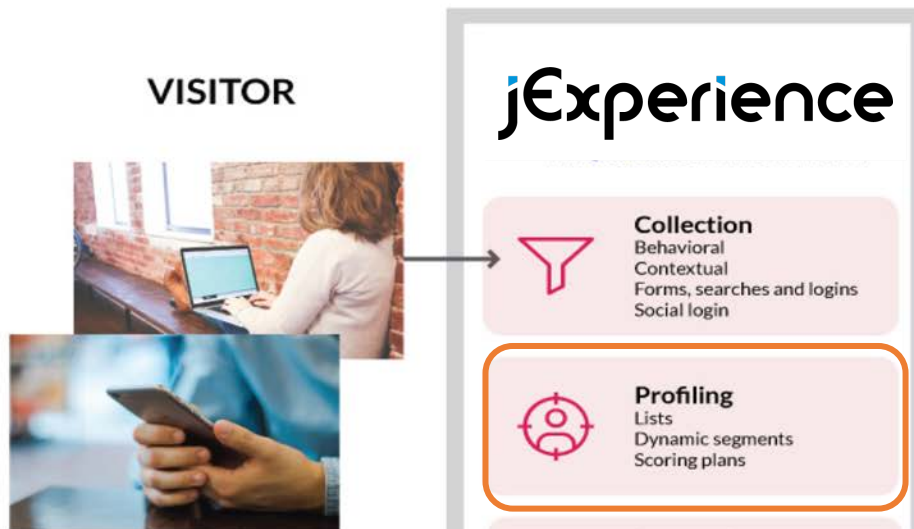 VISITOR
jExperience
Collection
Behavioral
Contextual
Forms, searches and logins
Social login
Profiling
Lists
Dynamic segments
Scoring plans